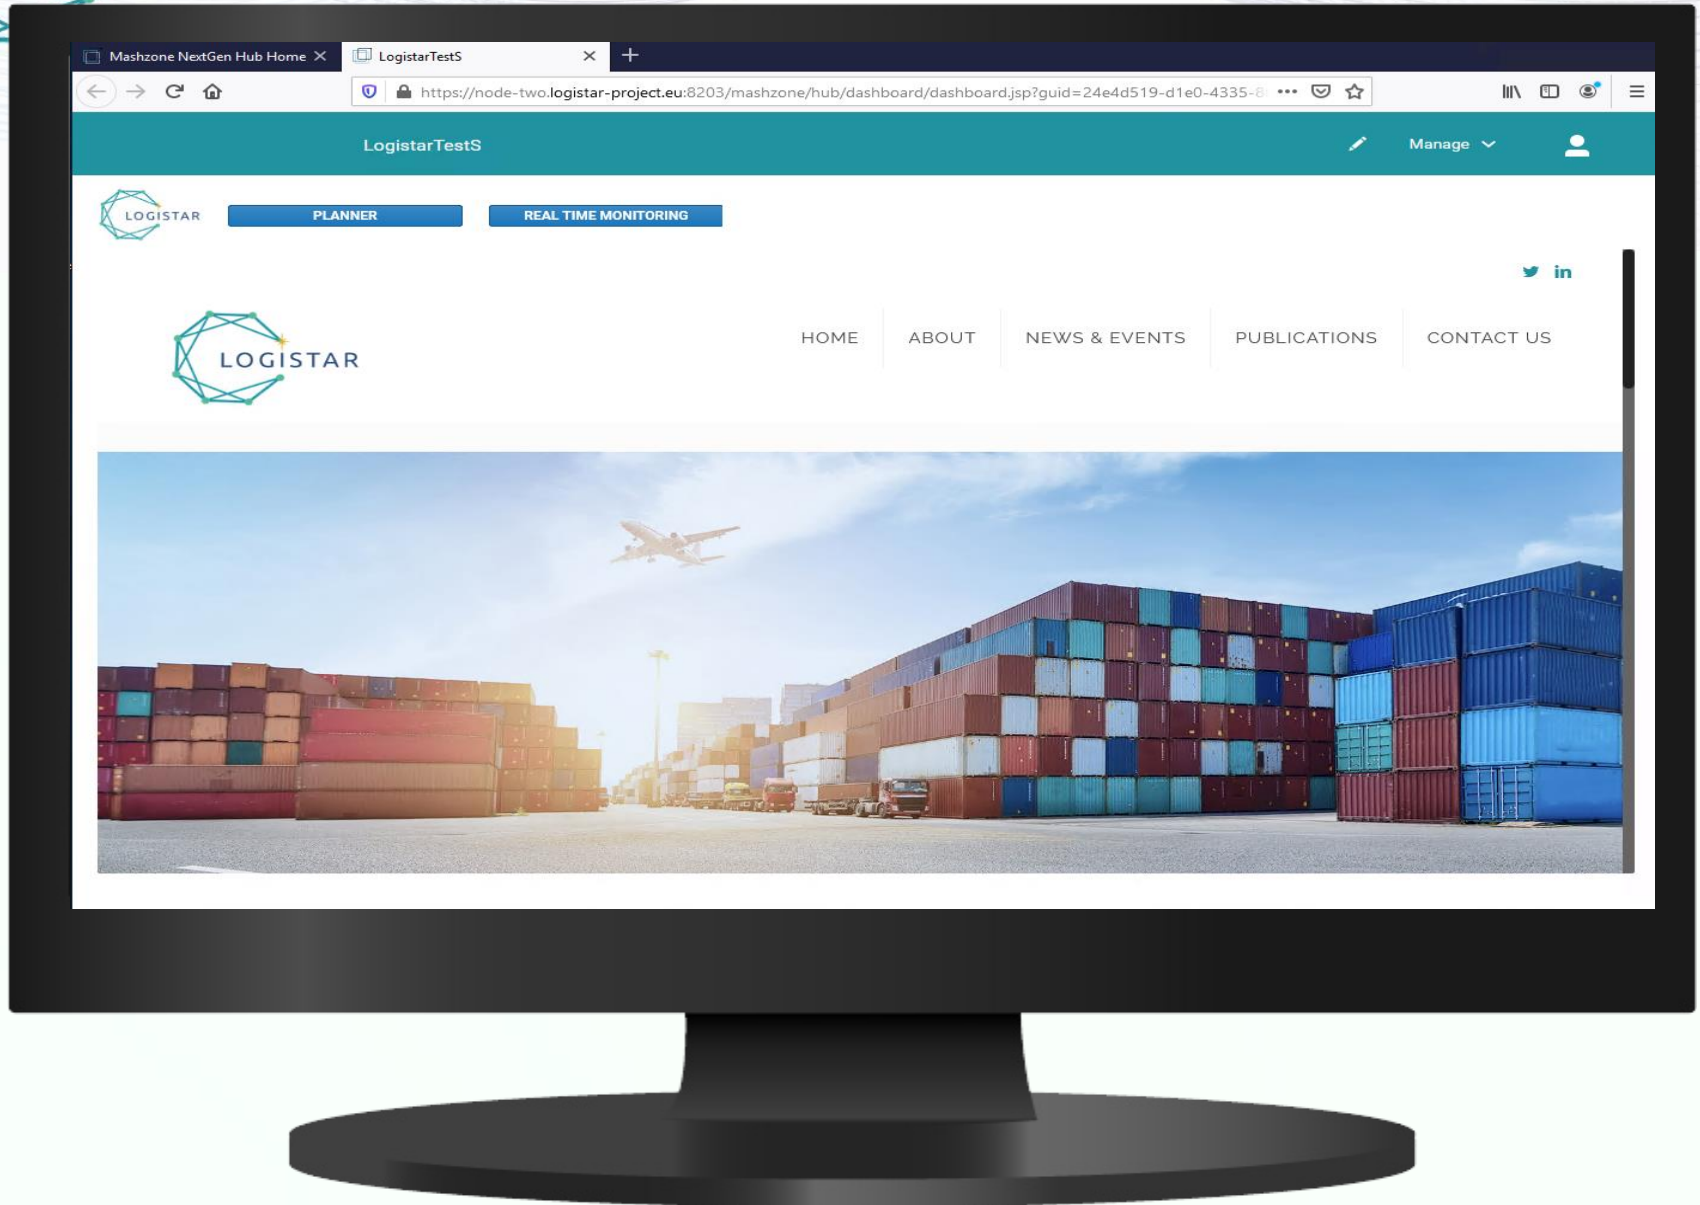 Mashzone NextGen Hub Home
LogistarTestS
https://node-two.logistar-project.eu:8203/mashzone/hub/dashboard/dashboard.jsp?guid=24e4d519-d1e0-4335-8
LogistarTestS
Manage
LOGISTAR
PLANNER
REAL TIME MONITORING
in
LOGISTAR
HOME
ABOUT
NEWS & EVENTS
PUBLICATIONS
CONTACT US